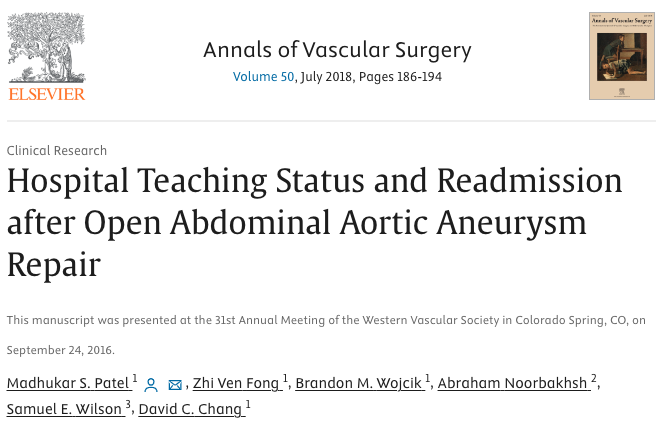 Annals of Vascular Surgery
Volume 50, July 2018, Pages 186-194
ELSEVIER
Annals of Vascular Surgery
Clinical Research
Hospital Teaching Status and Readmission
after Open Abdominal Aortic Aneurysm
Repair
This manuscript was presented at the 31st Annual Meeting of the Western Vascular Society in Colorado Spring, CO, on
September 24, 2016.
Madhukar S. Patel 1 , Zhi Ven Fong 1, Brandon M. Wojcik 1, Abraham Noorbakhsh 2,
Samuel E. Wilson 3, David C. Chang 1